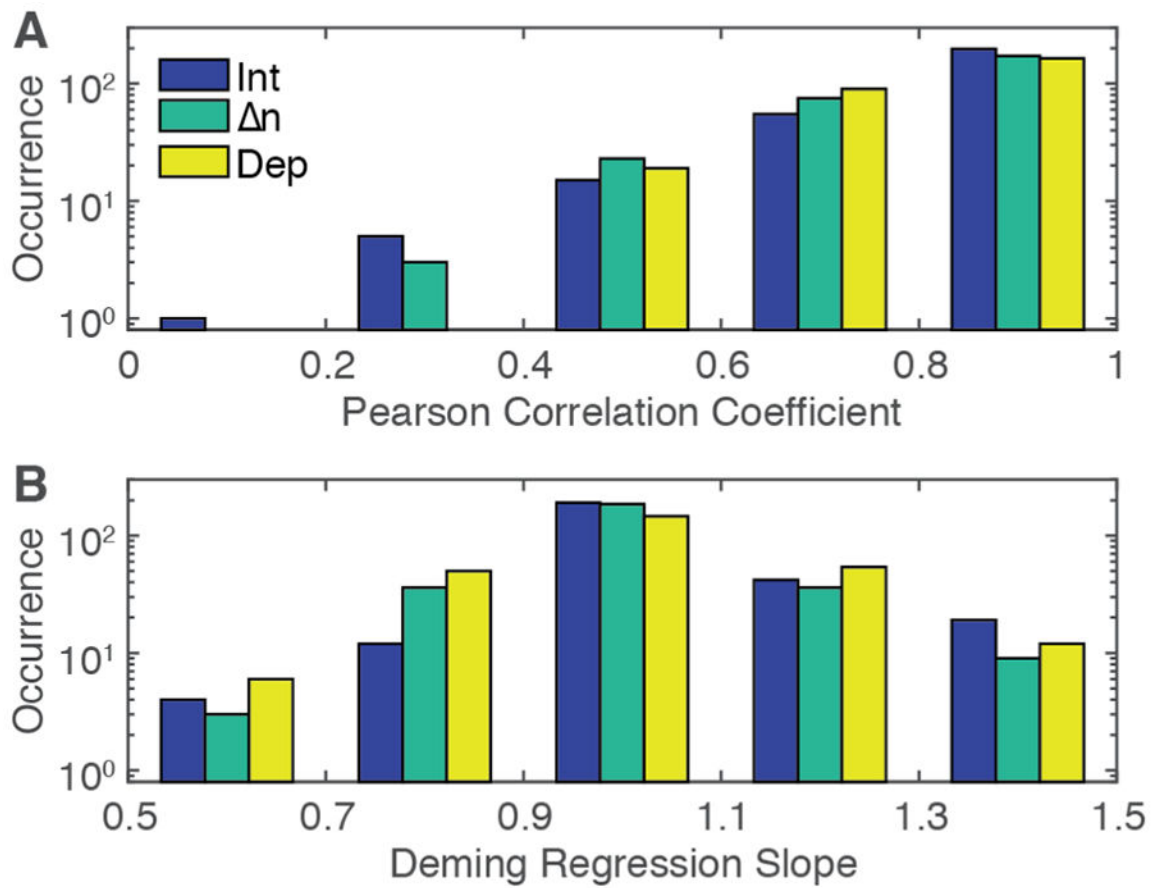 A
Occurrence
10²
10¹
10⁰
Int
Δn
Dep
0 0.2 0.4 0.6 0.8 1
Pearson Correlation Coefficient
B
Occurrence
10²
10¹
10⁰
0.5 0.7 0.9 1.1 1.3 1.5
Deming Regression Slope